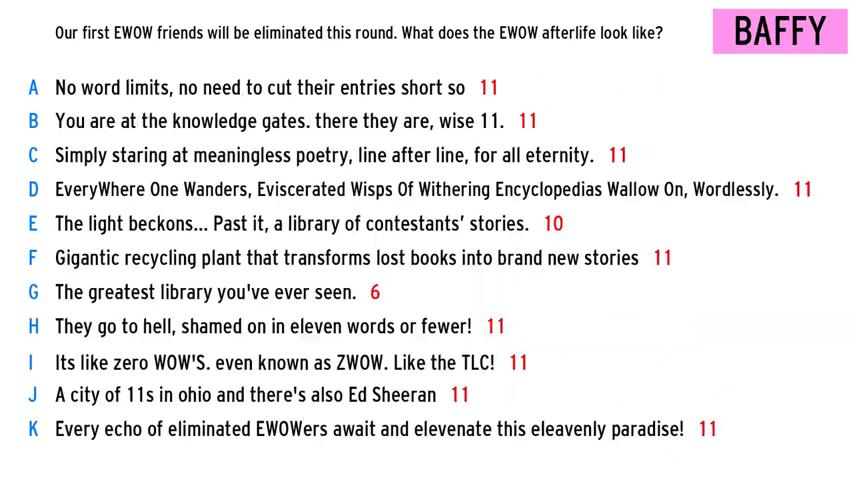 Our first EWOW friends will be eliminated this round. What does the EWOW afterlife look like?
BAFFY
A No word limits, no need to cut their entries short so 11
B You are at the knowledge gates. there they are, wise 11. 11
C Simply staring at meaningless poetry, line after line, for all eternity. 11
D EveryWhere One Wanders, Eviscerated Wisps Of Withering Encyclopedias Wallow On, Wordlessly. 11
E The light beckons... Past it, a library of contestants’ stories. 10
F Gigantic recycling plant that transforms lost books into brand new stories 11
G The greatest library you've ever seen. 6
H They go to hell, shamed on in eleven words or fewer! 11
I Its like zero WOW'S. even known as ZWOW. Like the TLC! 11
J A city of 11s in ohio and there's also Ed Sheeran 11
K Every echo of eliminated EWOWers await and elevenate this eleavenly paradise! 11